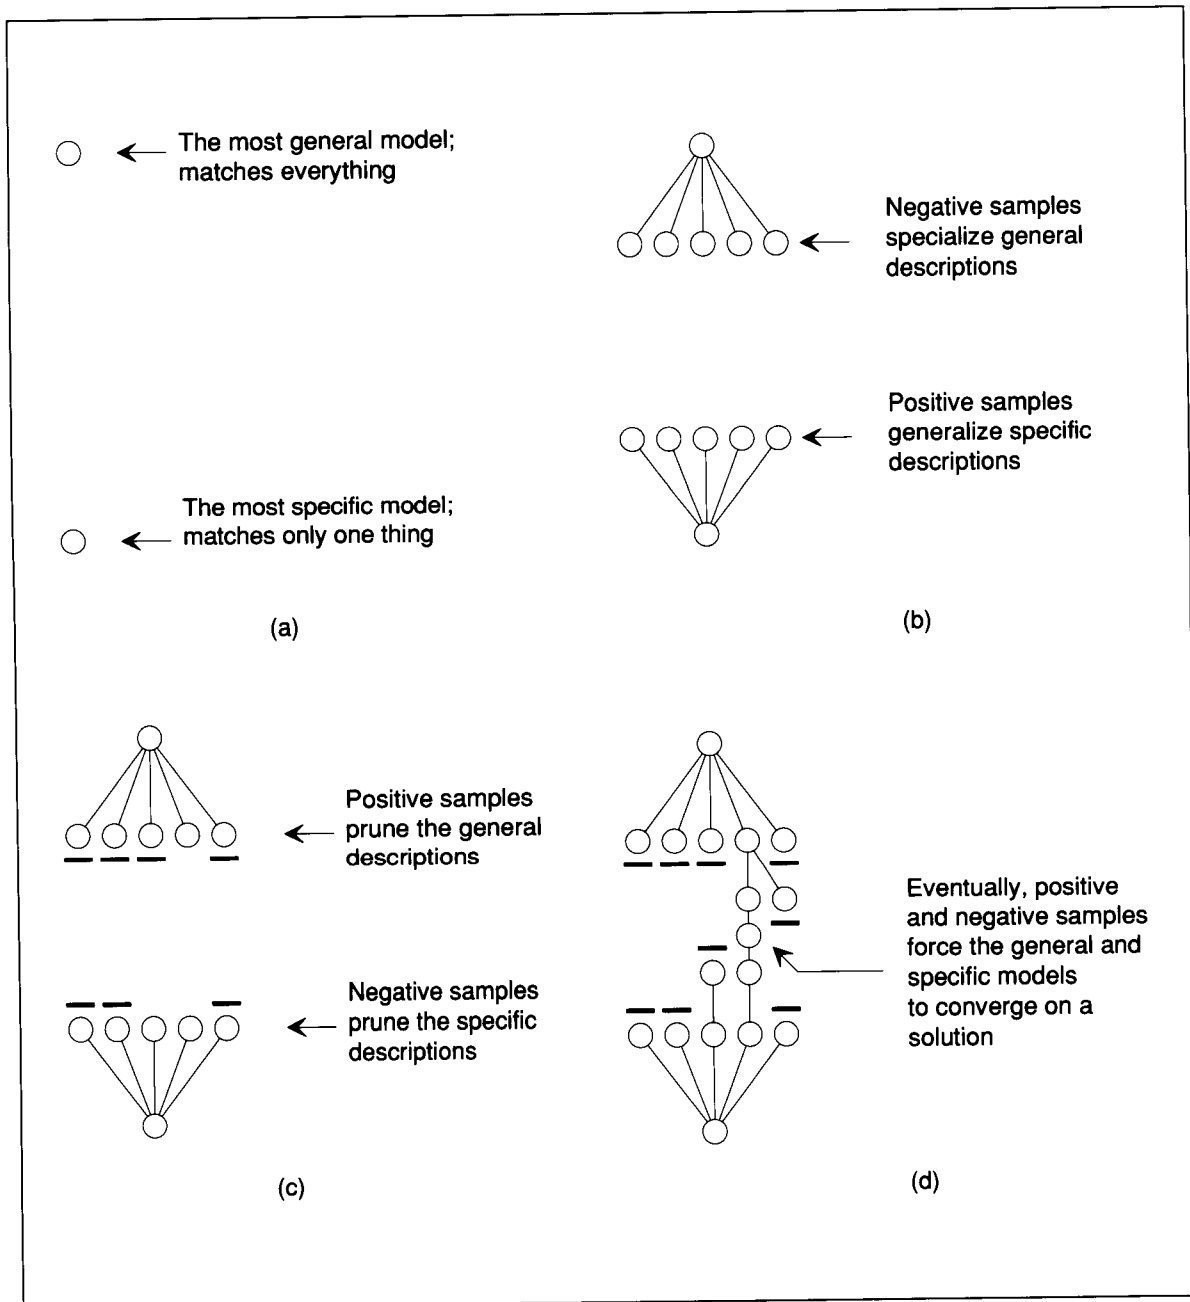 The most general model;
matches everything
The most specific model;
matches only one thing
(a)
Negative samples
specialize general
descriptions
Positive samples
generalize specific
descriptions
(b)
Positive samples
prune the general
descriptions
Negative samples
prune the specific
descriptions
(c)
Eventually, positive
and negative samples
force the general and
specific models
to converge on a
solution
(d)